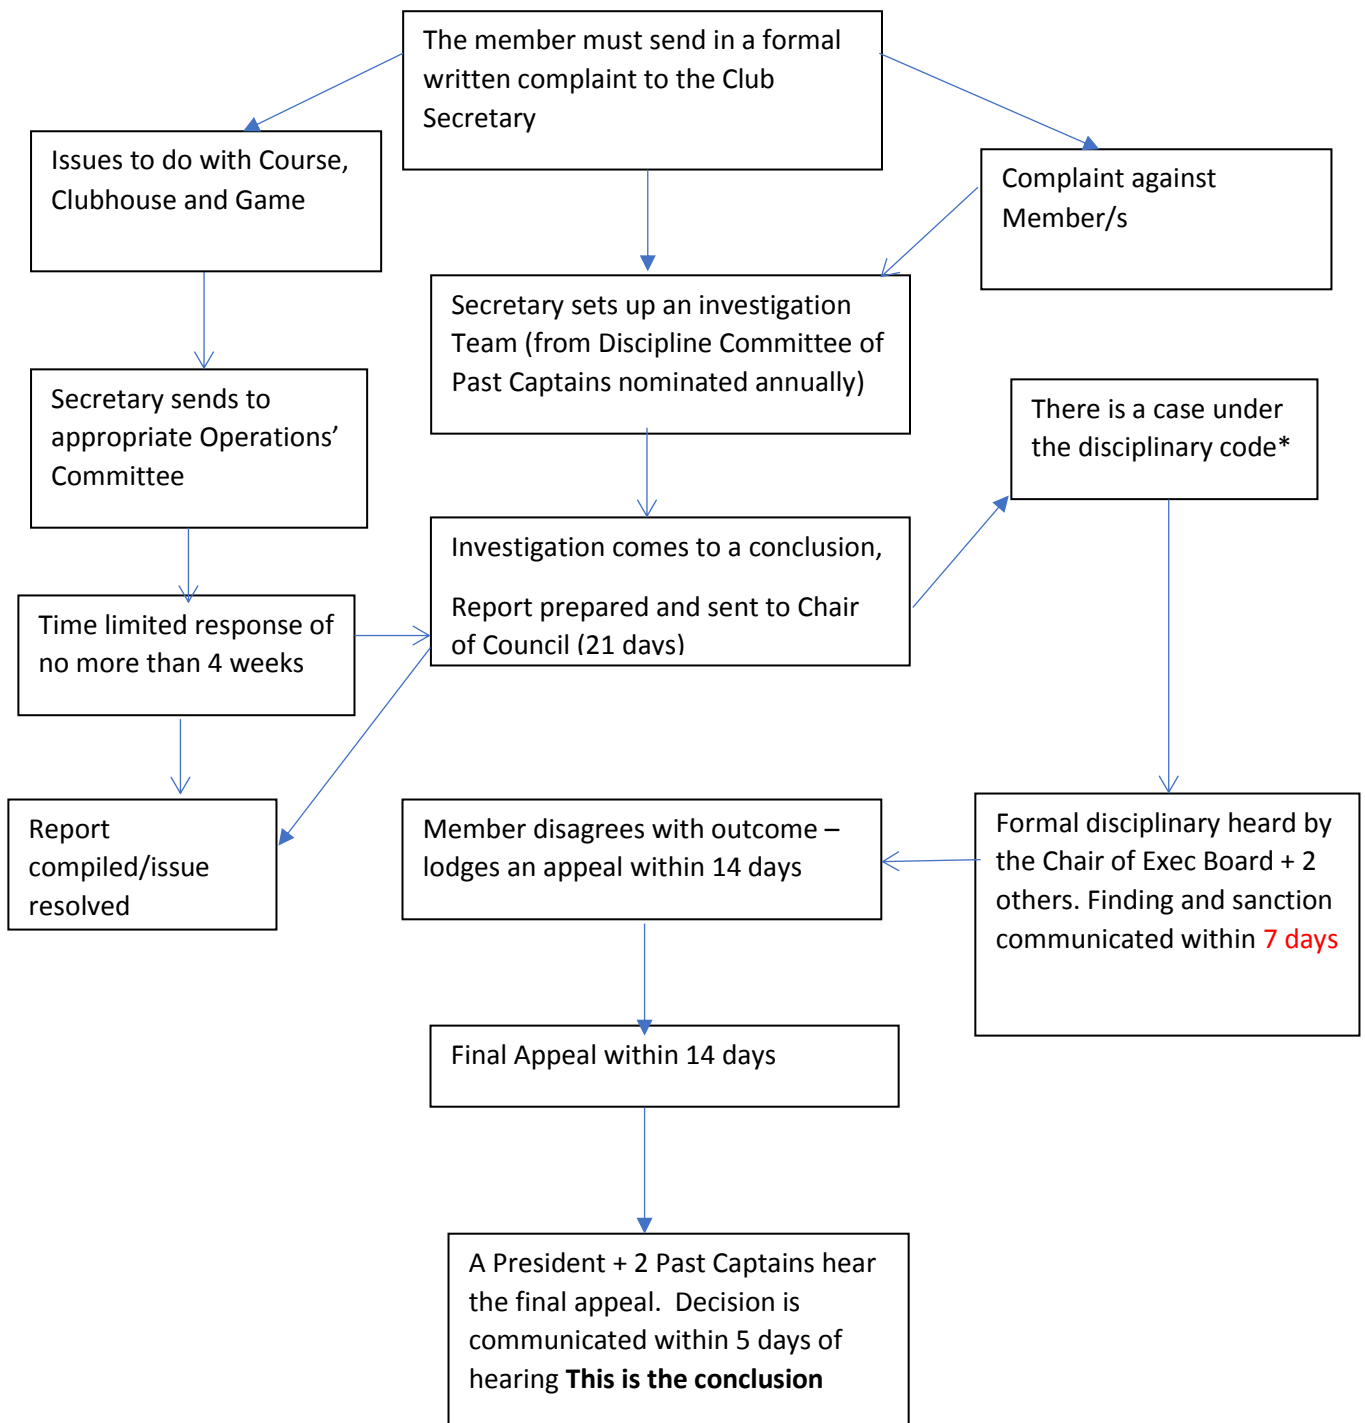 The member must send in a formal
written complaint to the Club
Secretary
Issues to do with Course,
Clubhouse and Game
Complaint against
Member/s
Secretary sets up an investigation
Team (from Discipline Committee of
Past Captains nominated annually)
Secretary sends to
appropriate Operations’
Committee
There is a case under
the disciplinary code*
Investigation comes to a conclusion,
Report prepared and sent to Chair
of Council (21 days)
Time limited response of
no more than 4 weeks
Report
compiled/issue
resolved
Member disagrees with outcome –
lodges an appeal within 14 days
Formal disciplinary heard by
the Chair of Exec Board + 2
others. Finding and sanction
communicated within 7 days
Final Appeal within 14 days
A President + 2 Past Captains hear
the final appeal.  Decision is
communicated within 5 days of
hearing This is the conclusion